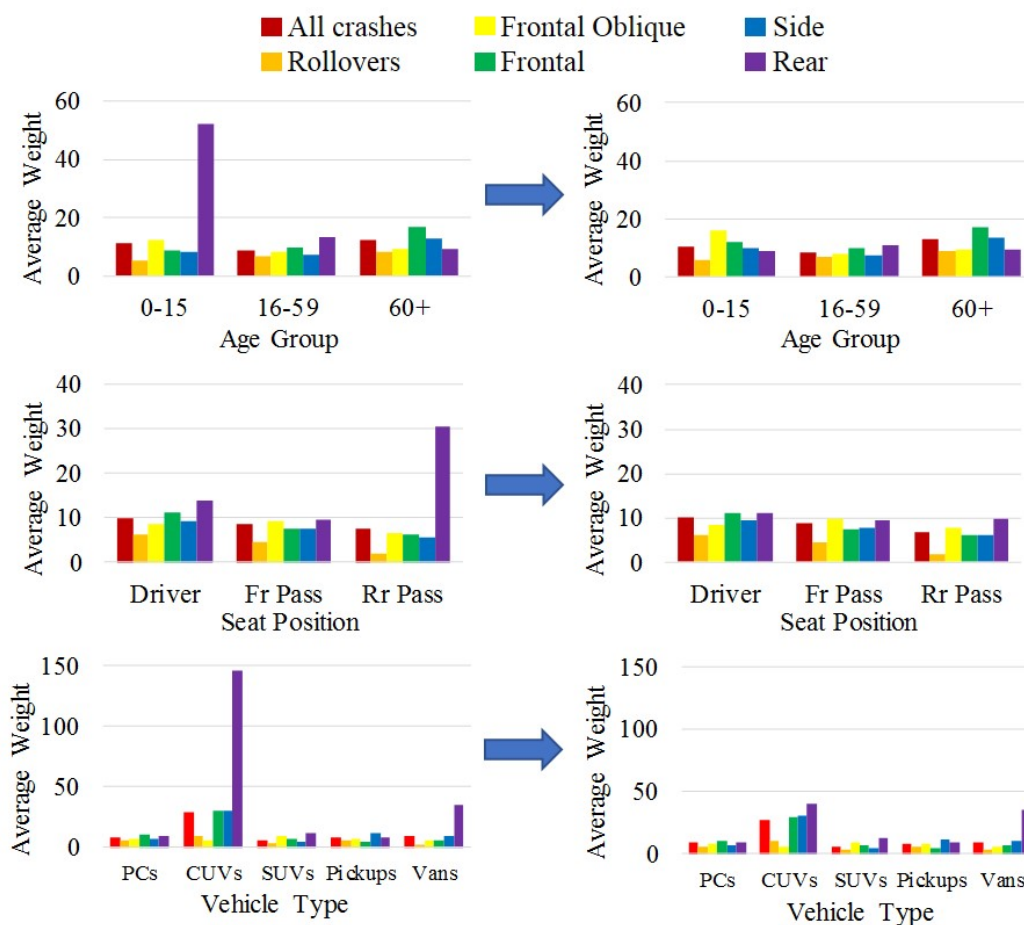 All crashes Frontal Oblique Side
Rollovers Frontal Rear
Average Weight
60
40
20
0
0-15 16-59 60+
Age Group
Average Weight
60
40
20
0
0-15 16-59 60+
Age Group
Average Weight
40
30
20
10
0
Driver Fr Pass Rr Pass
Seat Position
Average Weight
40
30
20
10
0
Driver Fr Pass Rr Pass
Seat Position
Average Weight
150
100
50
0
PCs CUVs SUVs Pickups Vans
Vehicle Type
Average Weight
150
100
50
0
PCs CUVs SUVs Pickups Vans
Vehicle Type